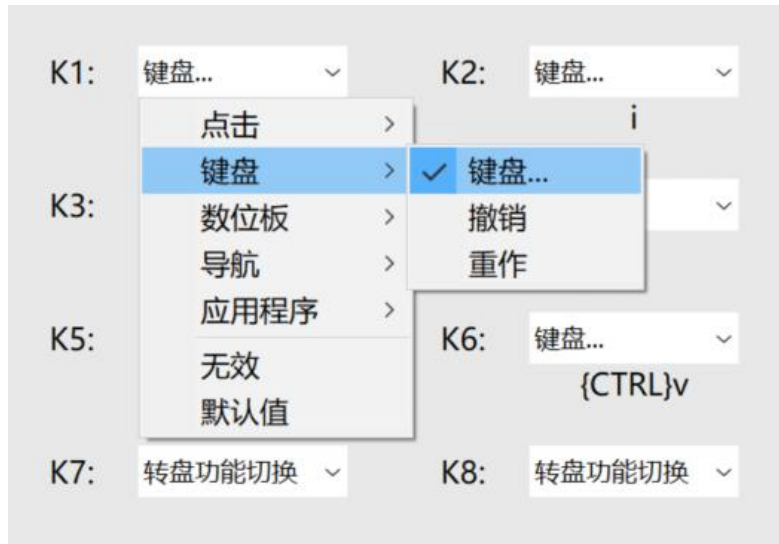 K1: 键盘... K2: 键盘...
i
点击
键盘
键盘...
K3:
数位板
撤销
导航
重作
应用程序
K5:
K6: 键盘...
无效
{CTRL}v
默认值
K7: 转盘功能切换 K8: 转盘功能切换